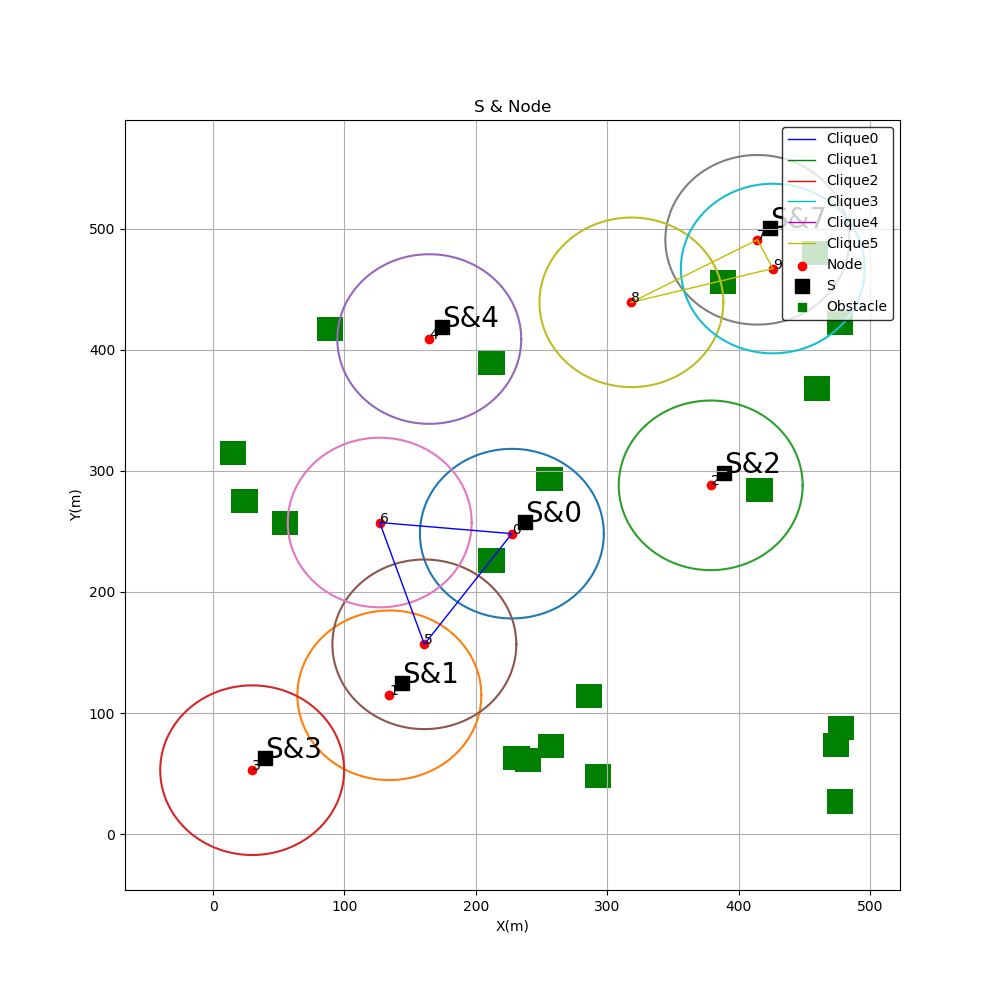 S & Node
Clique0
Clique1
Clique2
Clique3
Clique4
Clique5
Node
S
Obstacle
S&7
7
9
8
S&4
4
S&2
2
S&0
0
6
5
S&1
1
S&3
3
500
400
300
200
100
0
Y(m)
0 100 200 300 400 500
X(m)